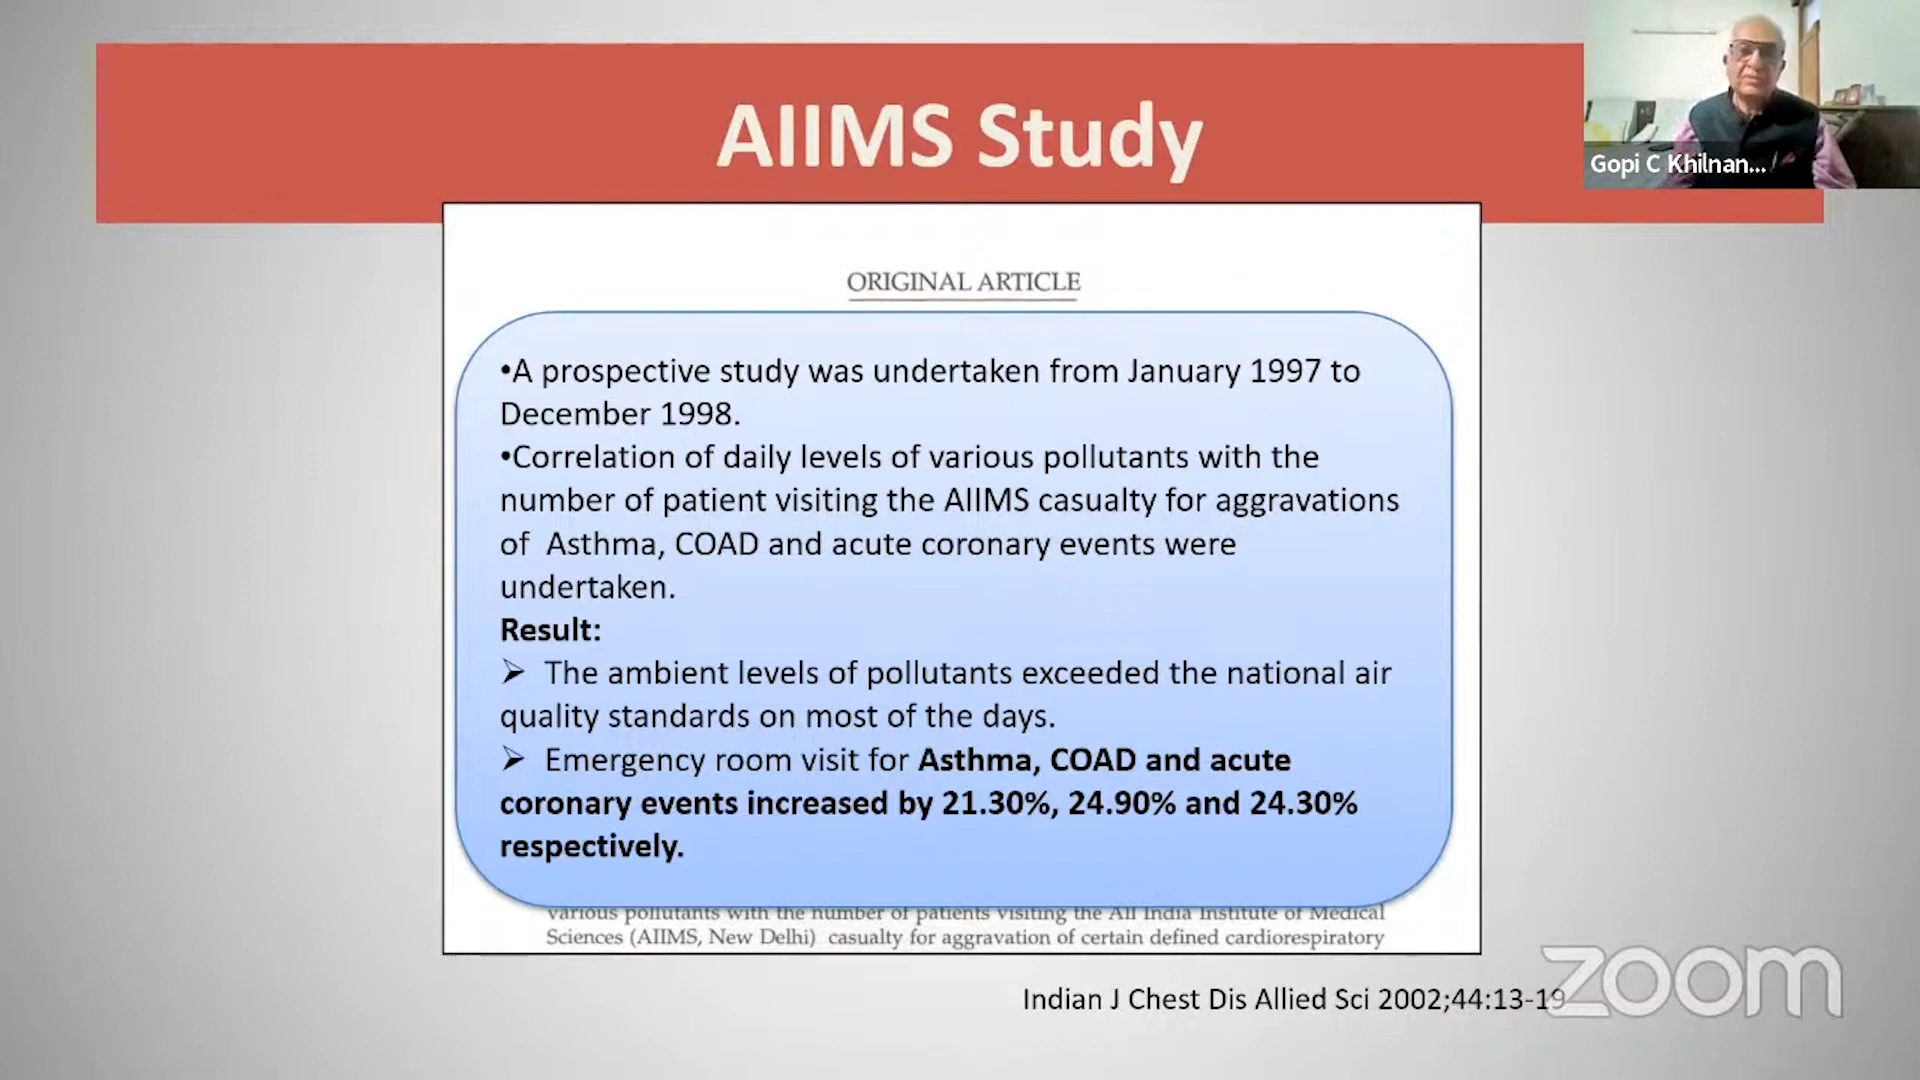 AIIMS Study
Gopi C Khilnan...
ORIGINAL ARTICLE
•A prospective study was undertaken from January 1997 to
December 1998.
•Correlation of daily levels of various pollutants with the
number of patient visiting the AIIMS casualty for aggravations
of Asthma, COAD and acute coronary events were
undertaken.
Result:
➢ The ambient levels of pollutants exceeded the national air
quality standards on most of the days.
➢ Emergency room visit for Asthma, COAD and acute
coronary events increased by 21.30%, 24.90% and 24.30%
respectively.
various pollutants with the number of patients visiting the All India Institute of Medical
Sciences (AIIMS, New Delhi) casualty for aggravation of certain defined cardiorespiratory
Indian J Chest Dis Allied Sci 2002;44:13-19
zoom